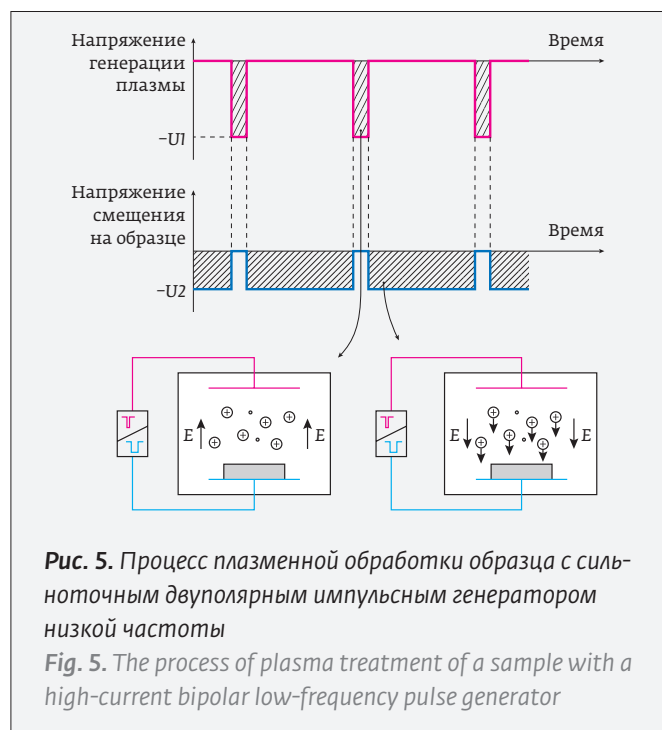 Напряжение
генерации
плазмы
Время
–U1
Напряжение
смещения
на образце
Время
–U2
E
E
E
E
Рис. 5. Процесс плазменной обработки образца с силь-
ноточным двуполярным импульсным генератором
низкой частоты
Fig. 5. The process of plasma treatment of a sample with a
high-current bipolar low-frequency pulse generator